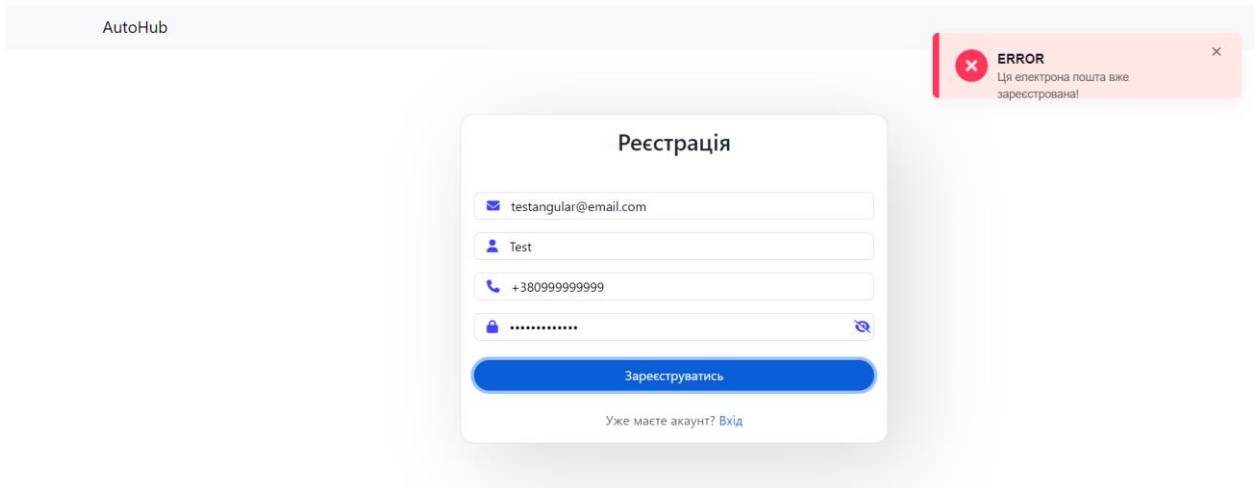 AutoHub
ERROR
Ця електрона пошта вже
зареєстрована!
Реєстрація
testangular@email.com
Test
+380999999999
•••••••••••••
Зареєструватись
Уже маєте акаунт? Вхід